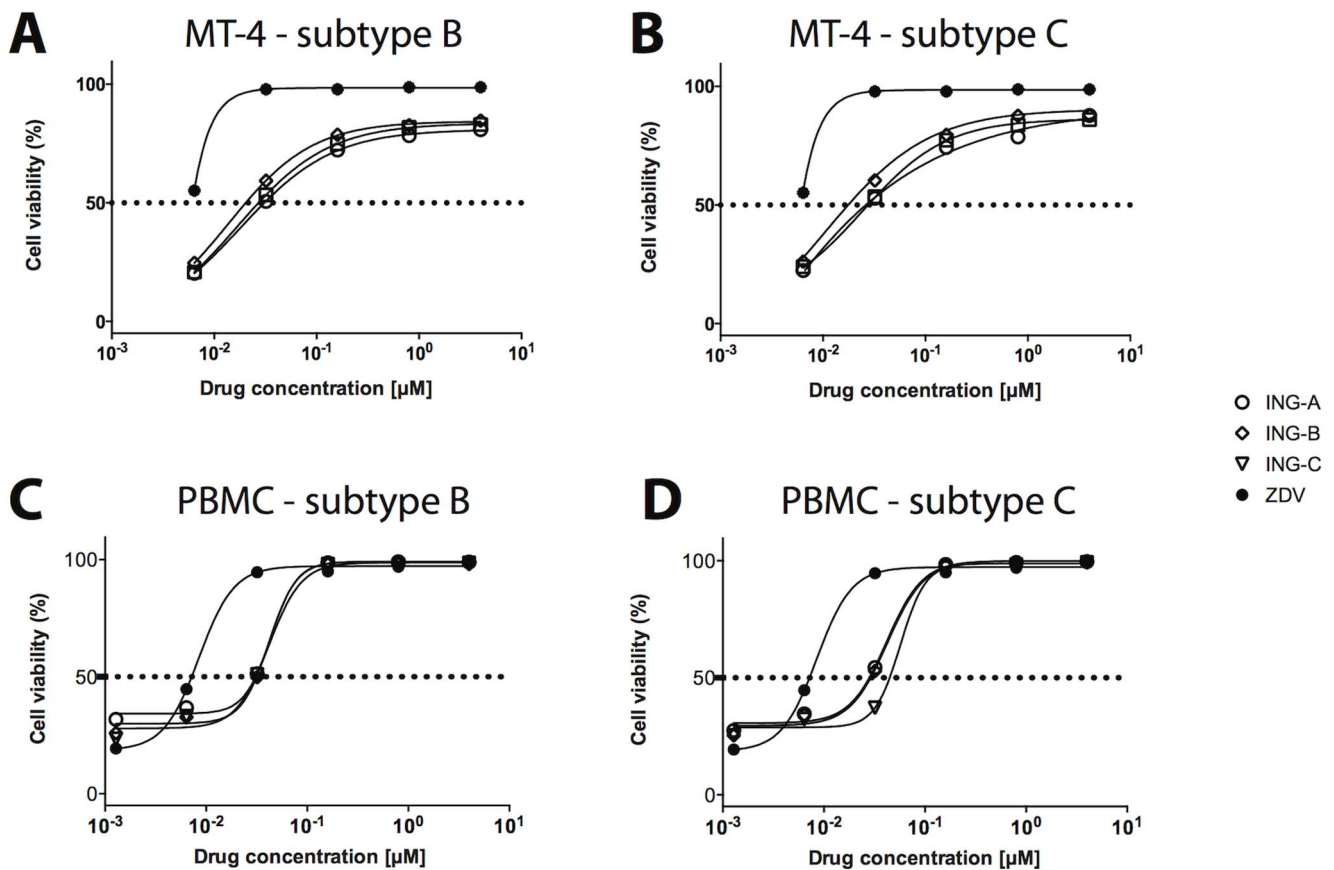 A
MT-4 - subtype B
Cell viability (%)
100
50
0
10-3
10-2
10-1
100
101
Drug concentration [µM]
B
MT-4 - subtype C
Cell viability (%)
100
50
0
10-3
10-2
10-1
100
101
Drug concentration [µM]
ING-A
ING-B
ING-C
ZDV
C
PBMC - subtype B
Cell viability (%)
100
50
0
10-3
10-2
10-1
100
101
Drug concentration [µM]
D
PBMC - subtype C
Cell viability (%)
100
50
0
10-3
10-2
10-1
100
101
Drug concentration [µM]